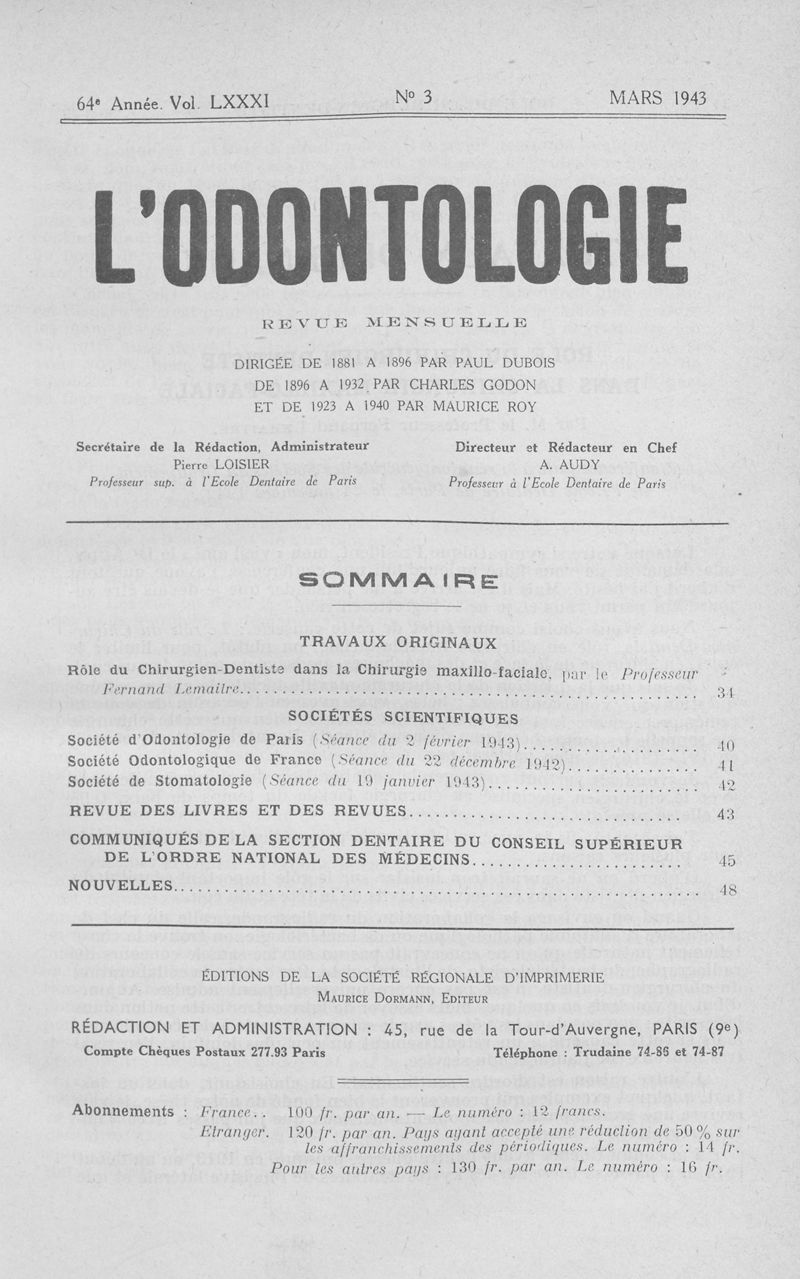 64e Année. Vol. LXXXI No 3 MARS 1943
L'ODONTOLOGIE
REVUE MENSUELLE
DIRIGÉE DE 1881 A 1896 PAR PAUL DUBOIS
DE 1896 A 1932 PAR CHARLES GODON
ET DE 1923 A 1940 PAR MAURICE ROY
Secrétaire de la Rédaction, Administrateur
Pierre LOISIER
Professeur sup. à l'Ecole Dentaire de Paris
Directeur et Rédacteur en Chef
A. AUDY
Professeur à l'Ecole Dentaire de Paris
SOMMAIRE
TRAVAUX ORIGINAUX
Rôle du Chirurgien-Dentiste dans la Chirurgie maxillo-faciale, par le Professeur
Fernand Lemaitre. 34
SOCIÉTÉS SCIENTIFIQUES
Société d'Odontologie de Paris (Séance du 2 février 1943). 40
Société Odontologique de France (Séance du 22 décembre 1942). 41
Société de Stomatologie (Séance du 19 janvier 1943). 42
REVUE DES LIVRES ET DES REVUES. 43
COMMUNIQUÉS DE LA SECTION DENTAIRE DU CONSEIL SUPÉRIEUR
DE L'ORDRE NATIONAL DES MÉDECINS. 45
NOUVELLES. 48
ÉDITIONS DE LA SOCIÉTÉ RÉGIONALE D'IMPRIMERIE
MAURICE DORMANN, EDITEUR
RÉDACTION ET ADMINISTRATION : 45, rue de la Tour-d'Auvergne, PARIS (9e)
Compte Chèques Postaux 277.93 Paris Téléphone : Trudaine 74-86 et 74-87
Abonnements : France.. 100 fr. par an. — Le numéro : 12 francs.
Etranger. 120 fr. par an. Pays ayant accepté une réduction de 50 % sur
les affranchissements des périodiques. Le numéro : 14 fr.
Pour les autres pays : 130 fr. par an. Le numéro : 16 fr.